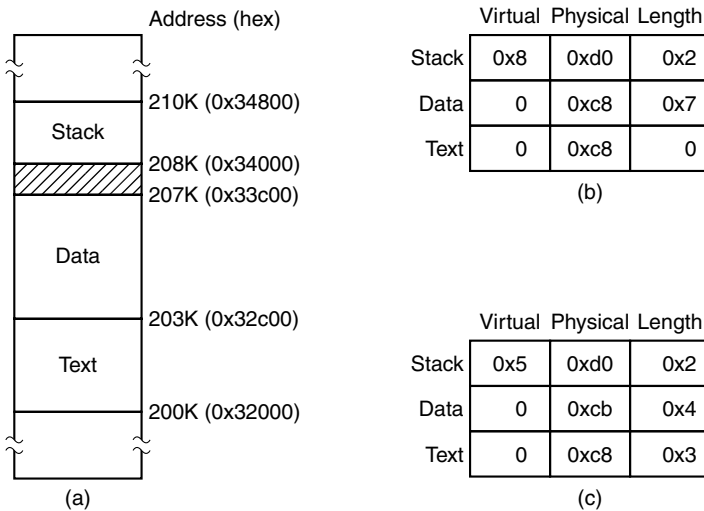 Address (hex)
210K (0x34800)
Stack
208K (0x34000)
207K (0x33c00)
Data
203K (0x32c00)
Text
200K (0x32000)
(a)
Virtual Physical Length
Stack 0x8 0xd0 0x2
Data 0 0xc8 0x7
Text 0 0xc8 0
(b)
Virtual Physical Length
Stack 0x5 0xd0 0x2
Data 0 0xcb 0x4
Text 0 0xc8 0x3
(c)